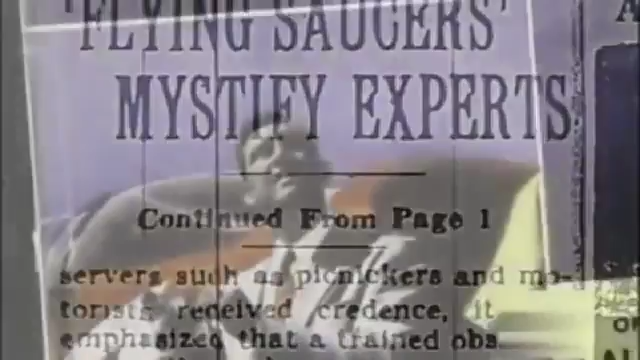 'FLYING SAUCERS'
MYSTIFY EXPERTS
Continued From Page 1
servers such as picnickers and mo-
torists received credence, it
emphasized that a trained obs